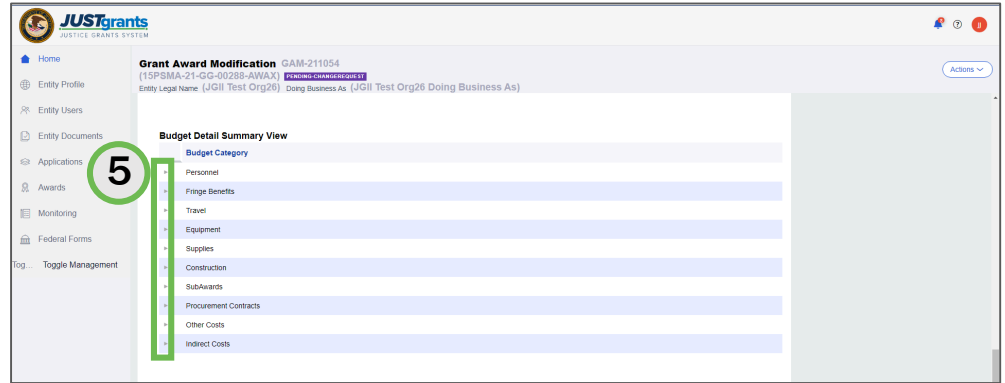 JUSTgrants
JUSTICE GRANTS SYSTEM
JJ
Home
Entity Profile
Entity Users
Entity Documents
Applications
Awards
Monitoring
Federal Forms
Tog... Toggle Management
Grant Award Modification GAM-211054
(15PSMA-21-GG-00288-AWAX) PENDING-CHANGEREQUEST
Entity Legal Name (JGII Test Org26) Doing Business As (JGII Test Org26 Doing Business As)
Actions
Budget Detail Summary View
Budget Category
5
Personnel
Fringe Benefits
Travel
Equipment
Supplies
Construction
SubAwards
Procurement Contracts
Other Costs
Indirect Costs